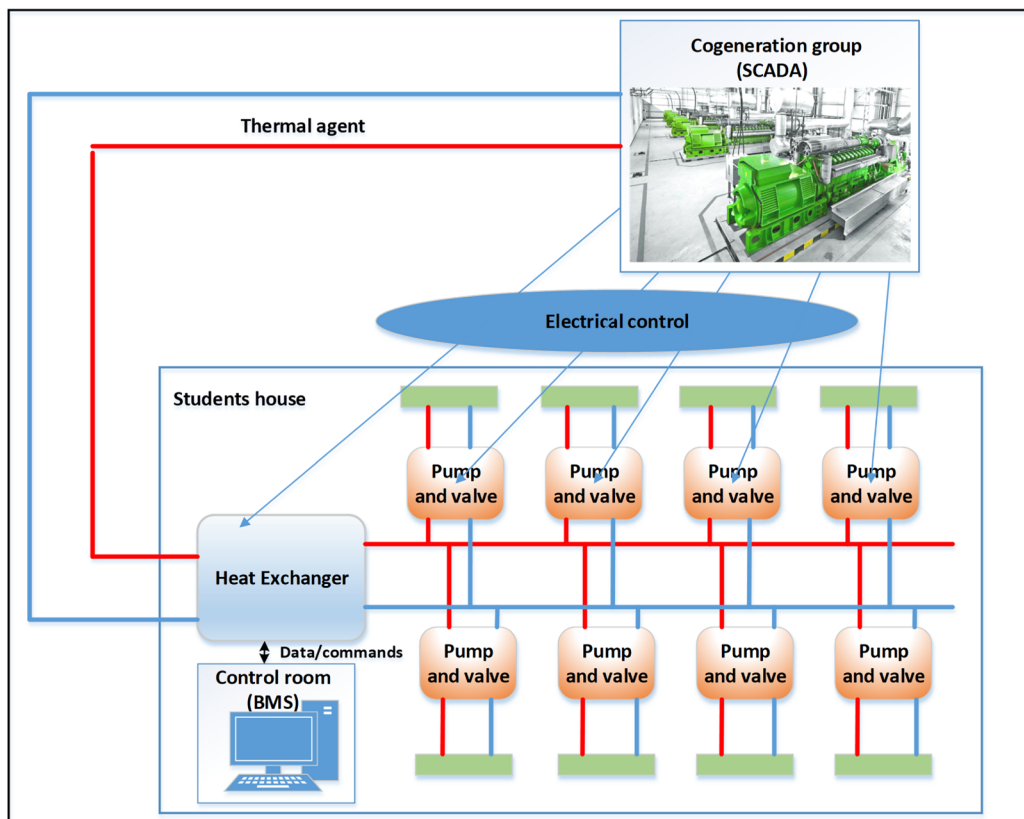 Cogeneration group
(SCADA)
Thermal agent
Electrical control
Students house
Pump
and valve
Pump
and valve
Pump
and valve
Pump
and valve
Heat Exchanger
Data/commands
Control room
(BMS)
Pump
and valve
Pump
and valve
Pump
and valve
Pump
and valve